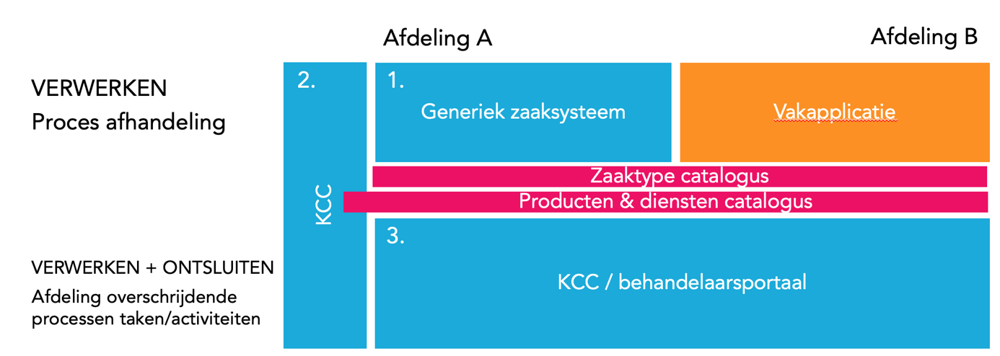 Afdeling A
Afdeling B
VERWERKEN
Proces afhandeling
2.
1.
Generiek zaaksysteem
Vakapplicatie
Zaaktype catalogus
Producten & diensten catalogus
KCC
3.
KCC / behandelaarsportaal
VERWERKEN + ONTSLUITEN
Afdeling overschrijdende
processen taken/activiteiten